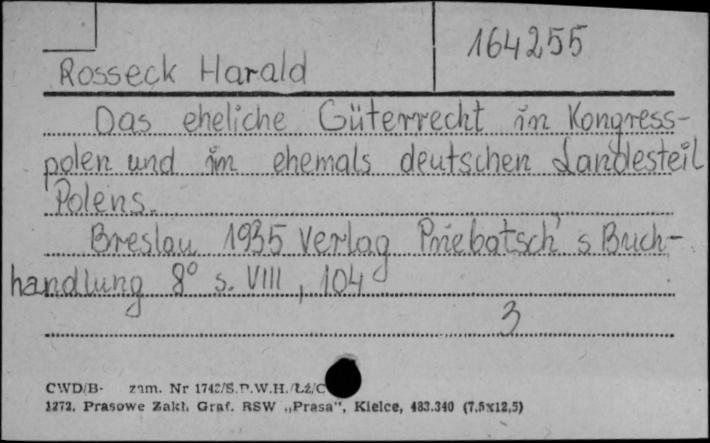 164255
Rosseck Harald
Das eheliche Güterrecht in Kongress-
polen und im ehemals deutschen Landesteil
Polens.
Breslau 1935 Verlag Priebatsch's Buch-
handlung 8° s. VIII, 104
3
CWD/B- zam. Nr 1742/S.P.W.H./Łź/C
1272. Prasowe Zakł. Graf. RSW „Prasa”, Kielce, 483.340 (7,5x12,5)